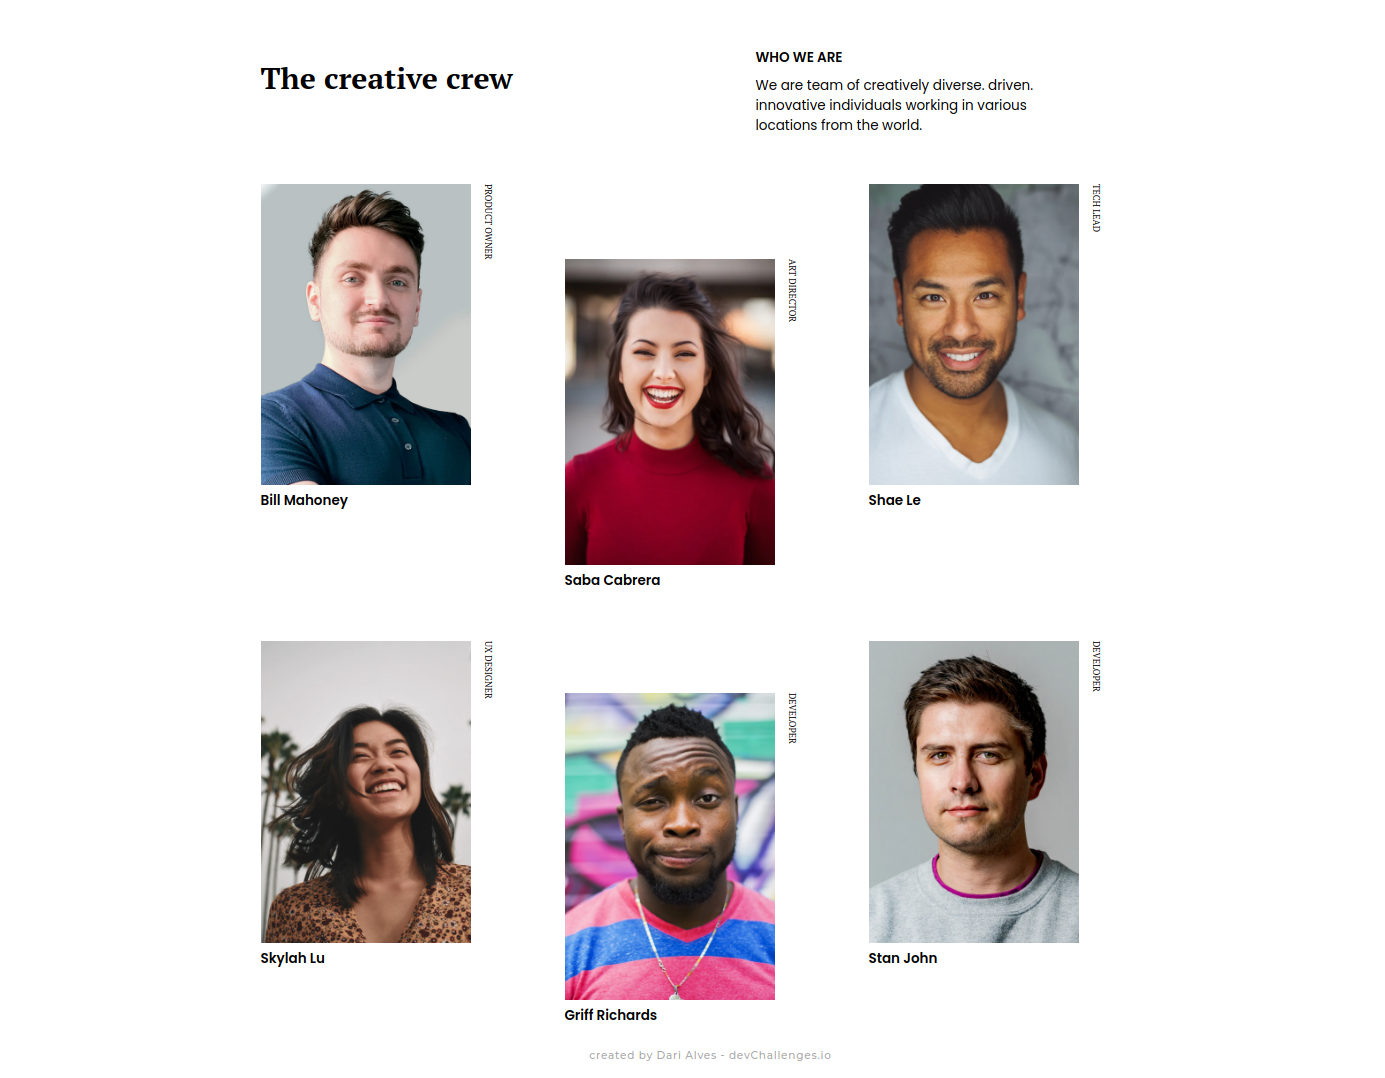 The creative crew
WHO WE ARE
We are team of creatively diverse. driven.
innovative individuals working in various
locations from the world.
PRODUCT OWNER
Bill Mahoney
ART DIRECTOR
Saba Cabrera
TECH LEAD
Shae Le
UX DESIGNER
Skylah Lu
DEVELOPER
Griff Richards
DEVELOPER
Stan John
created by Dari Alves - devChallenges.io